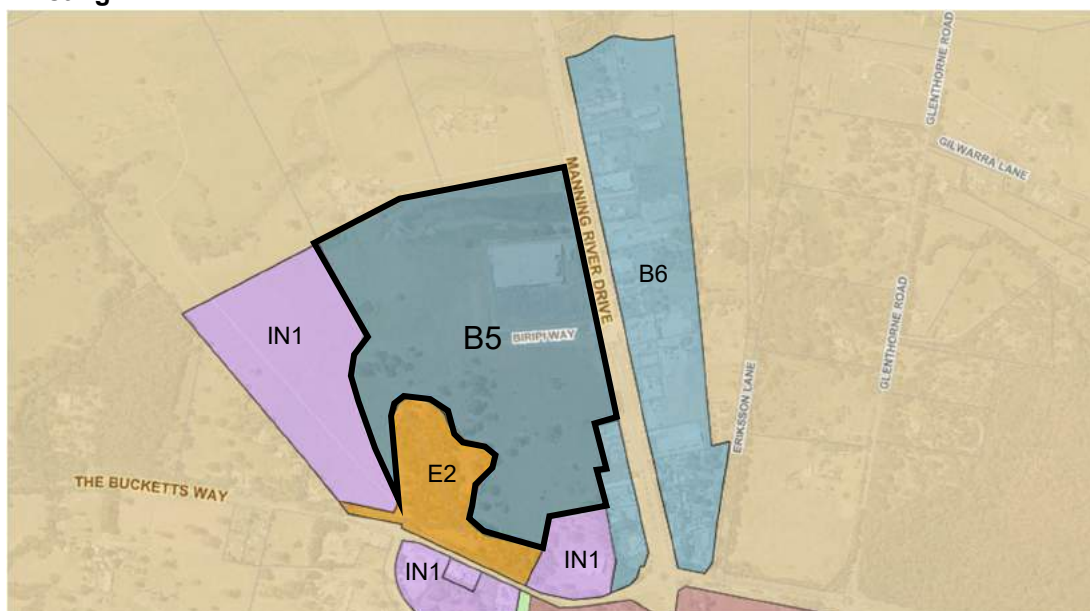 GLENTHORNE ROAD
GILWARRA LANE
MANNING RIVER DRIVE
B6
IN1
B5
BIRIPI WAY
GLENTHORNE ROAD
ERIKSSON LANE
E2
THE BUCKETTS WAY
IN1
IN1